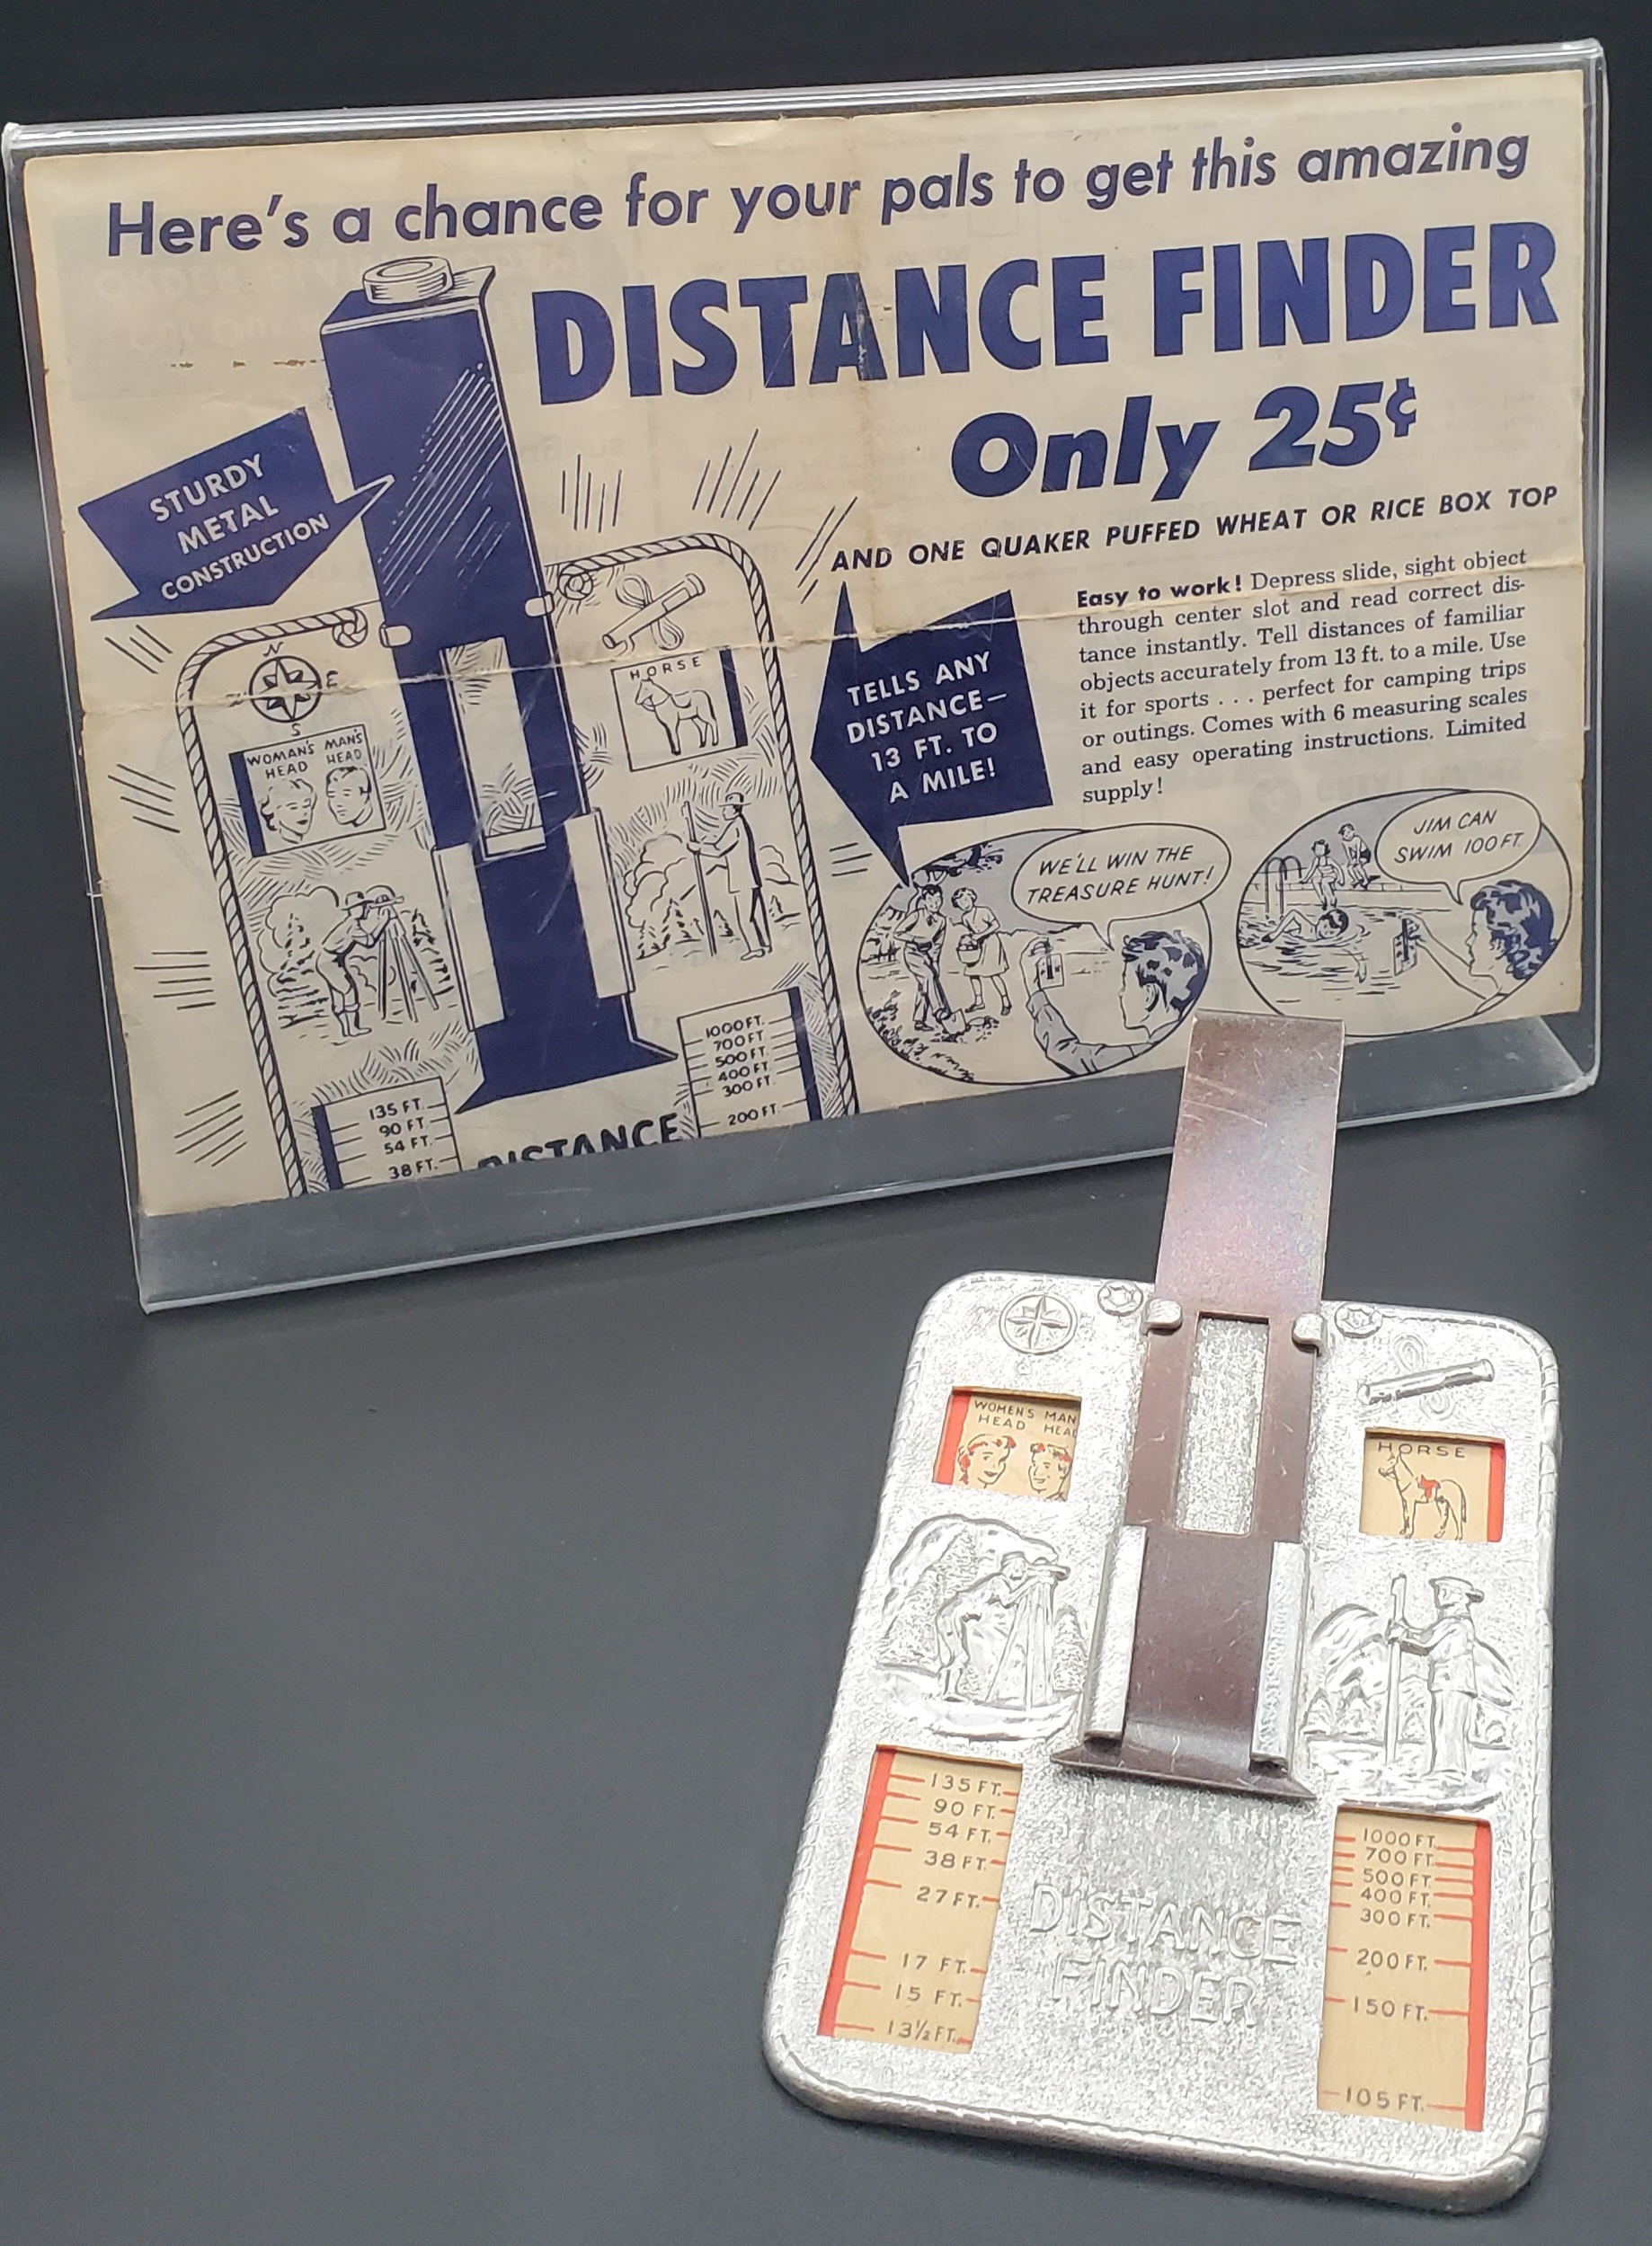 Here's a chance for your pals to get this amazing
DISTANCE FINDER
Only 25¢
AND ONE QUAKER PUFFED WHEAT OR RICE BOX TOP
STURDY
METAL
CONSTRUCTION
N
E
S
WOMAN'S MAN'S
HEAD HEAD
HORSE
135 FT.
90 FT.
54 FT.
38 FT.
1000 FT.
700 FT.
500 FT.
400 FT.
300 FT.
200 FT.
DISTANCE
TELLS ANY
DISTANCE—
13 FT. TO
A MILE!
Easy to work! Depress slide, sight object
through center slot and read correct dis-
tance instantly. Tell distances of familiar
objects accurately from 13 ft. to a mile. Use
it for sports . . . perfect for camping trips
or outings. Comes with 6 measuring scales
and easy operating instructions. Limited
supply!
WE'LL WIN THE
TREASURE HUNT!
JIM CAN
SWIM 100 FT.
WOMENS MAN
HEAD HEAD
HORSE
135 FT.
90 FT.
54 FT.
38 FT.
27 FT.
17 FT.
15 FT.
13½ FT.
DISTANCE
FINDER
1000 FT.
700 FT.
500 FT.
400 FT.
300 FT.
200 FT.
150 FT.
105 FT.